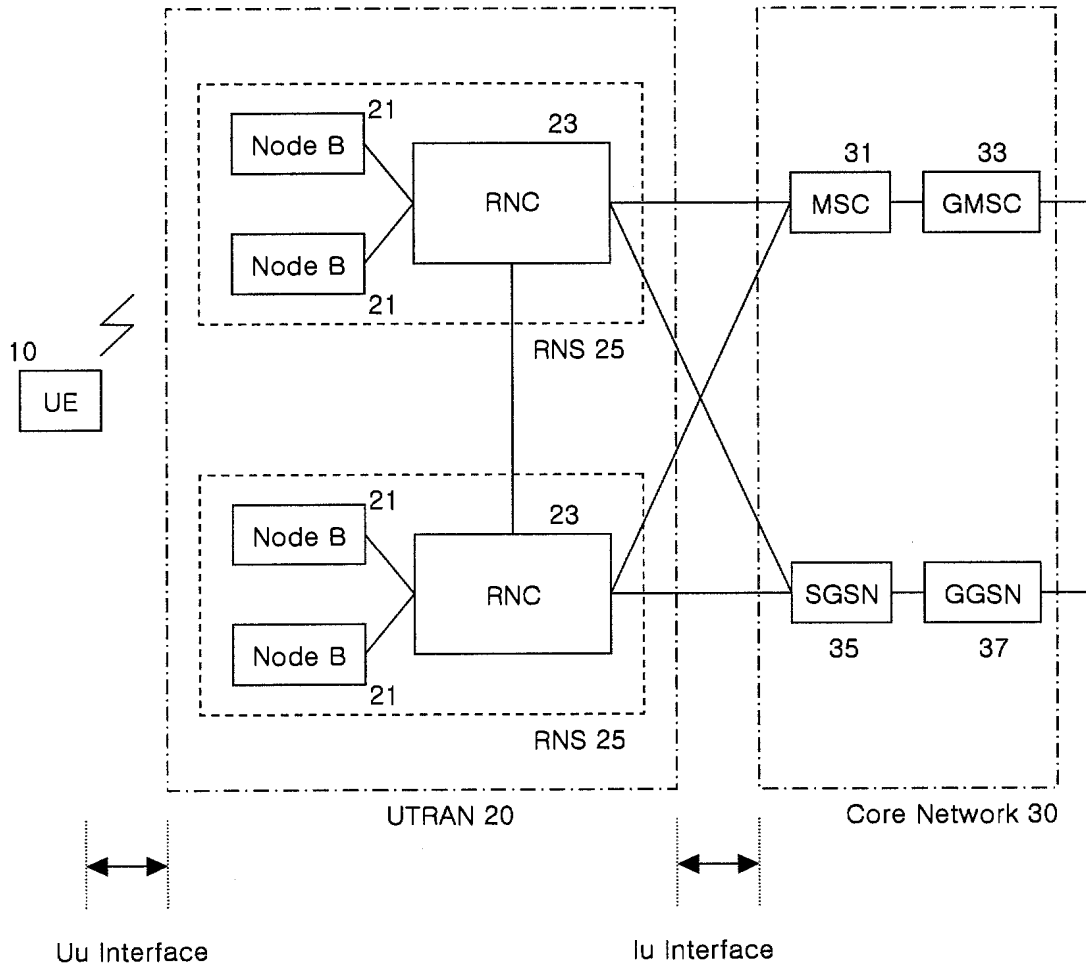 21
23
Node B
RNC
31
33
MSC
GMSC
Node B
21
RNS 25
10
UE
21
23
Node B
RNC
SGSN
GGSN
35
37
Node B
21
RNS 25
UTRAN 20
Core Network 30
Uu Interface
Iu Interface